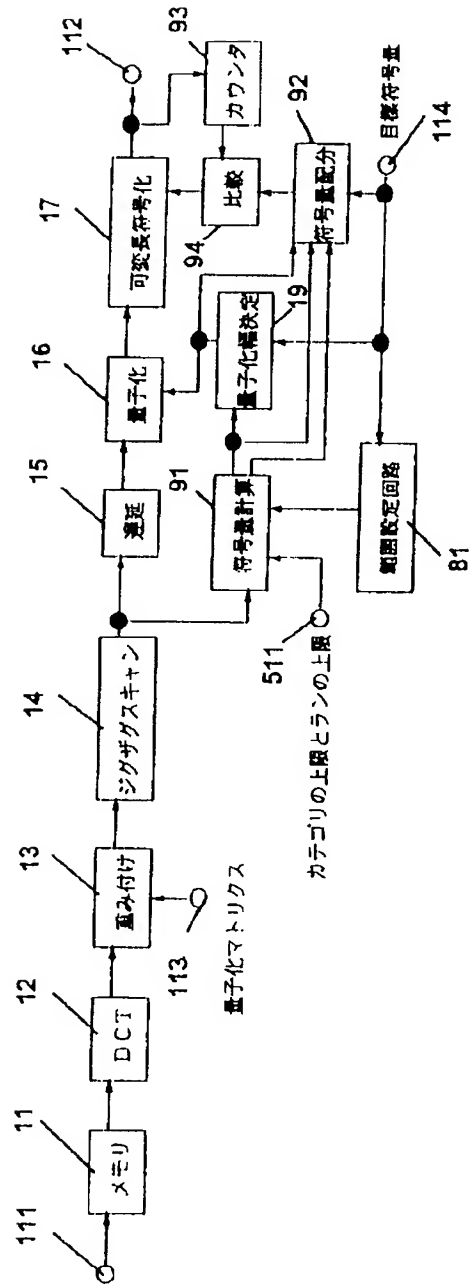 111
11
メモリ
12
DCT
13
重み付け
113
量子化マトリクス
14
ジグザグスキャン
15
遅延
16
量子化
17
可変長符号化
112
93
カウンタ
94
比較
92
符号量配分
19
量子化幅決定
91
符号量計算
511
カテゴリの上限とランの上限
81
範囲設定回路
目標符号量
114